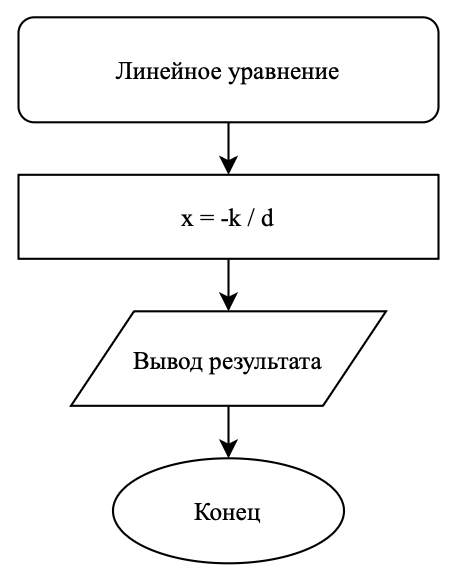 Линейное уравнение
x = -k / d
Вывод результата
Конец